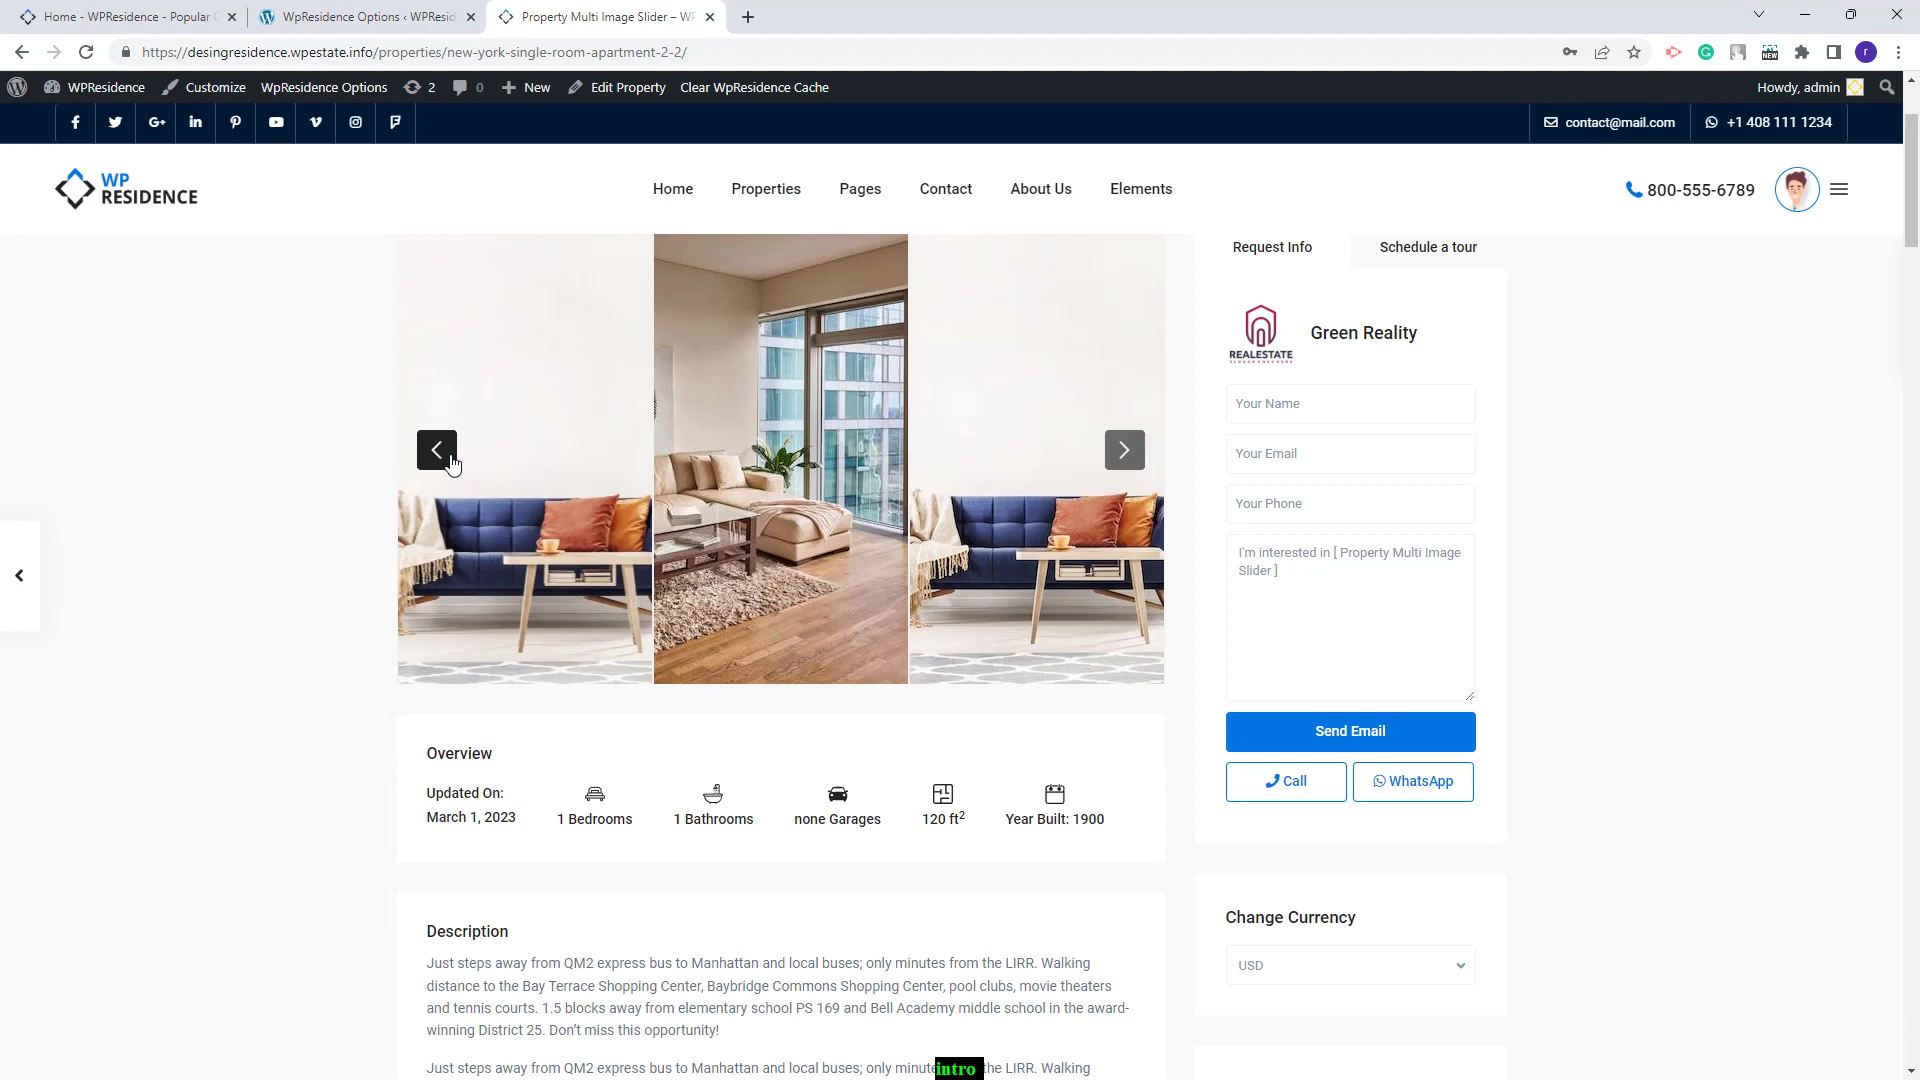 Home - WPResidence - Popular
WpResidence Options ‹ WPResid
Property Multi Image Slider – WP
https://desingresidence.wpestate.info/properties/new-york-single-room-apartment-2-2/
NEW
r
WPResidence
Customize
WpResidence Options
2
0
New
Edit Property
Clear WpResidence Cache
Howdy, admin
contact@mail.com
+1 408 111 1234
WP
RESIDENCE
Home
Properties
Pages
Contact
About Us
Elements
800-555-6789
Request Info
Schedule a tour
REALESTATE
Green Reality
Your Name
Your Email
Your Phone
I'm interested in [ Property Multi Image
Slider ]
Send Email
Call
WhatsApp
Overview
Updated On:
March 1, 2023
1 Bedrooms
1 Bathrooms
none Garages
120 ft2
Year Built: 1900
Change Currency
USD
Description
Just steps away from QM2 express bus to Manhattan and local buses; only minutes from the LIRR. Walking
distance to the Bay Terrace Shopping Center, Baybridge Commons Shopping Center, pool clubs, movie theaters
and tennis courts. 1.5 blocks away from elementary school PS 169 and Bell Academy middle school in the award-
winning District 25. Don't miss this opportunity!
Just steps away from QM2 express bus to Manhattan and local buses; only minute
intro
he LIRR. Walking